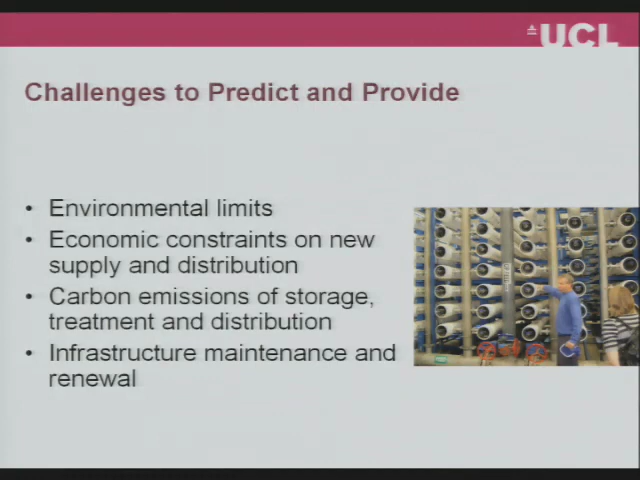 UCL
Challenges to Predict and Provide
• Environmental limits
• Economic constraints on new
supply and distribution
• Carbon emissions of storage,
treatment and distribution
• Infrastructure maintenance and
renewal